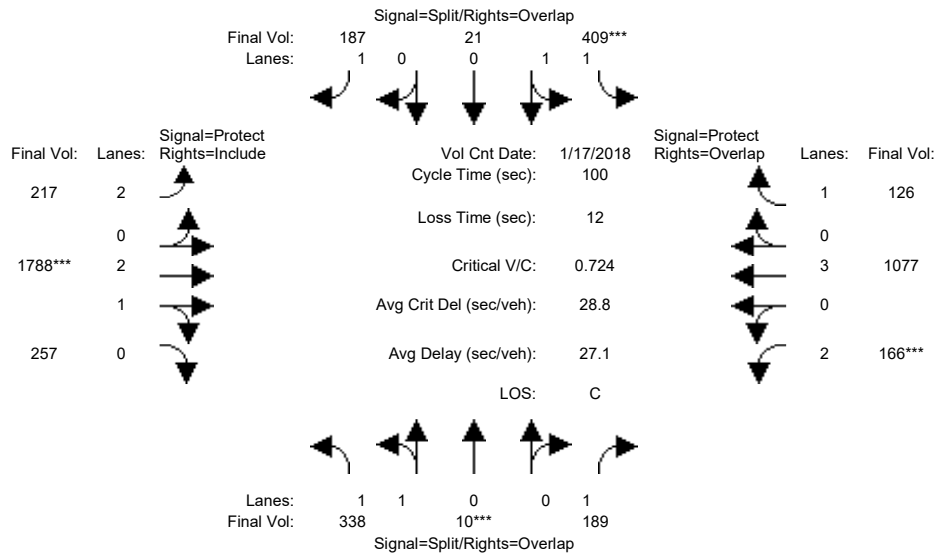 Signal=Split/Rights=Overlap
Final Vol: 187 21 409***
Lanes: 1 0 0 1 1
Signal=Protect
Final Vol: Lanes: Rights=Include
Vol Cnt Date: 1/17/2018
Signal=Protect
Rights=Overlap Lanes: Final Vol:
Cycle Time (sec): 100
217 2
1 126
Loss Time (sec): 12
0
0
1788*** 2
Critical V/C: 0.724
3 1077
1
Avg Crit Del (sec/veh): 28.8
0
257 0
Avg Delay (sec/veh): 27.1
2 166***
LOS: C
Lanes: 1 1 0 0 1
Final Vol: 338 10*** 189
Signal=Split/Rights=Overlap